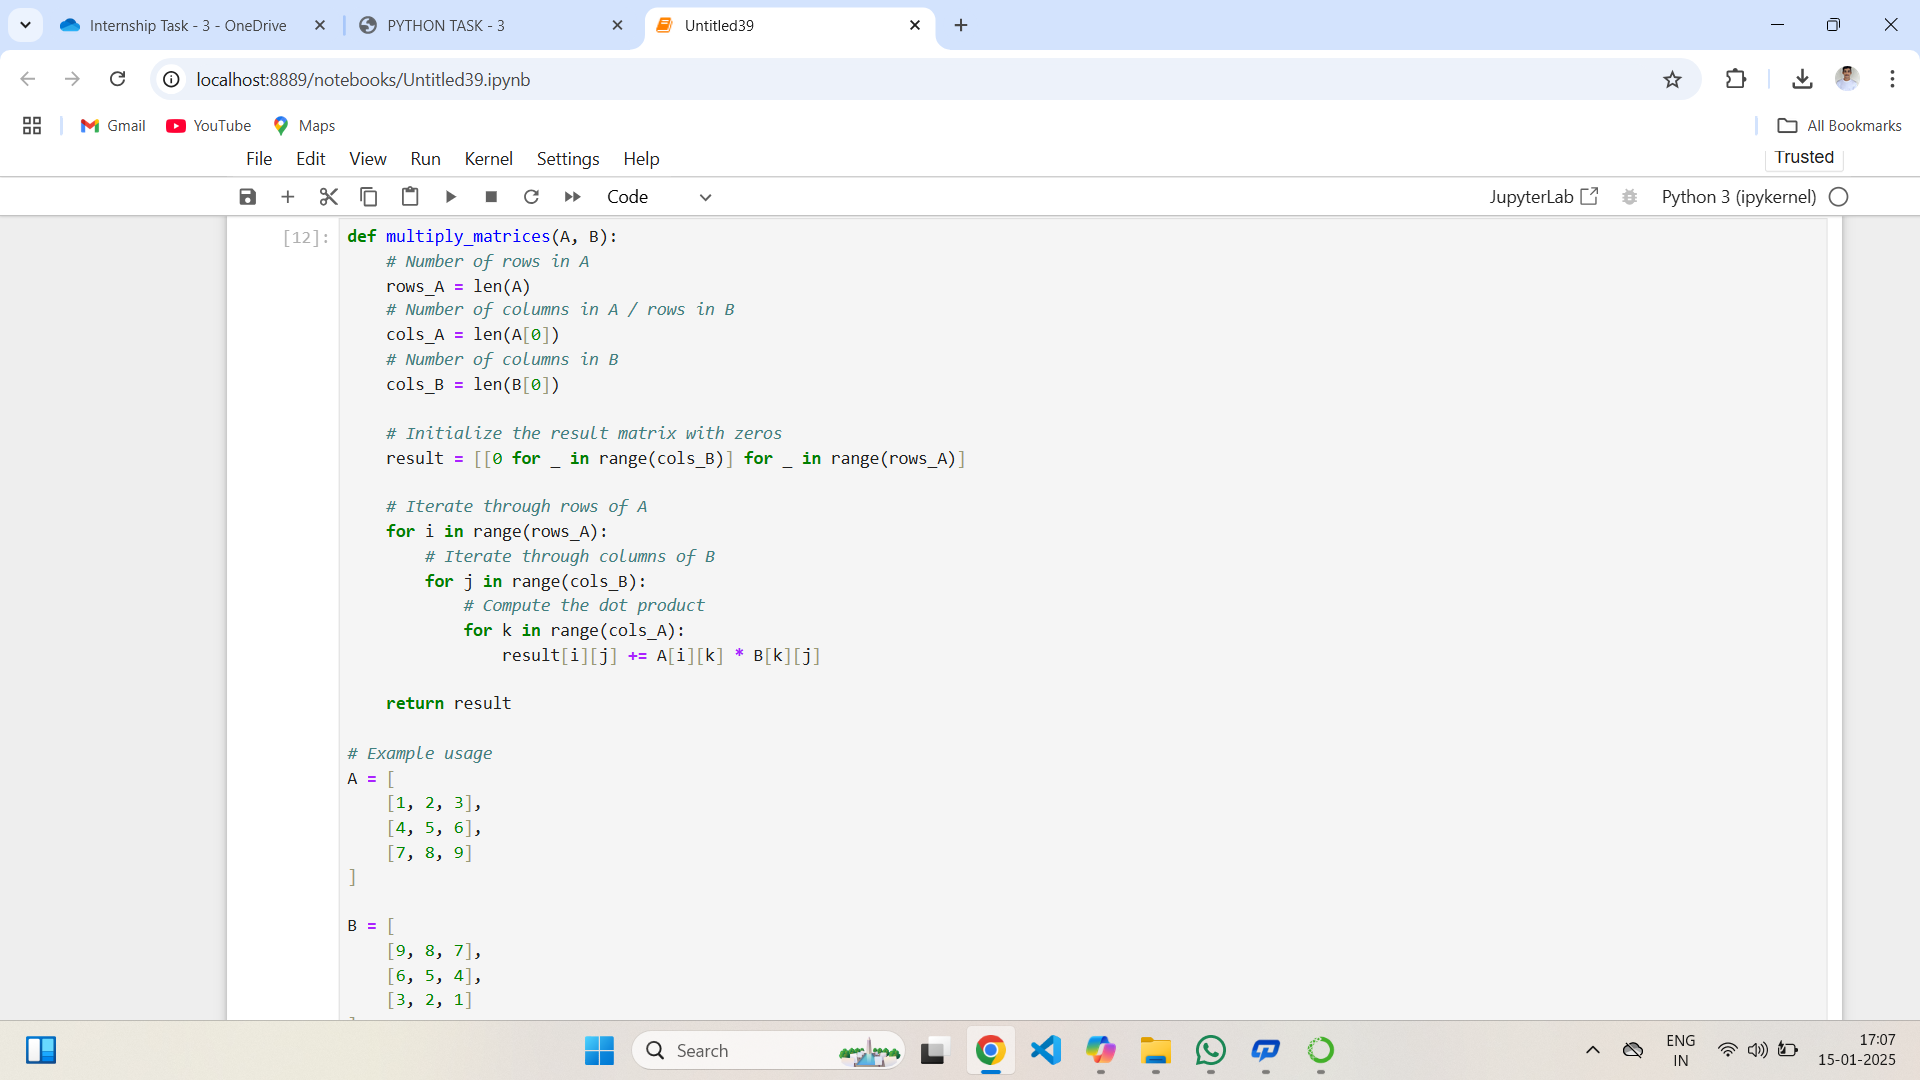 Internship Task - 3 - OneDrive
PYTHON TASK - 3
Untitled39
localhost:8889/notebooks/Untitled39.ipynb
Gmail
YouTube
Maps
All Bookmarks
File Edit View Run Kernel Settings Help
Trusted
Code
JupyterLab
Python 3 (ipykernel)
[12]:
def multiply_matrices(A, B):
    # Number of rows in A
    rows_A = len(A)
    # Number of columns in A / rows in B
    cols_A = len(A[0])
    # Number of columns in B
    cols_B = len(B[0])

    # Initialize the result matrix with zeros
    result = [[0 for _ in range(cols_B)] for _ in range(rows_A)]

    # Iterate through rows of A
    for i in range(rows_A):
        # Iterate through columns of B
        for j in range(cols_B):
            # Compute the dot product
            for k in range(cols_A):
                result[i][j] += A[i][k] * B[k][j]

    return result

# Example usage
A = [
    [1, 2, 3],
    [4, 5, 6],
    [7, 8, 9]
]

B = [
    [9, 8, 7],
    [6, 5, 4],
    [3, 2, 1]
Search
ENG
IN
17:07
15-01-2025